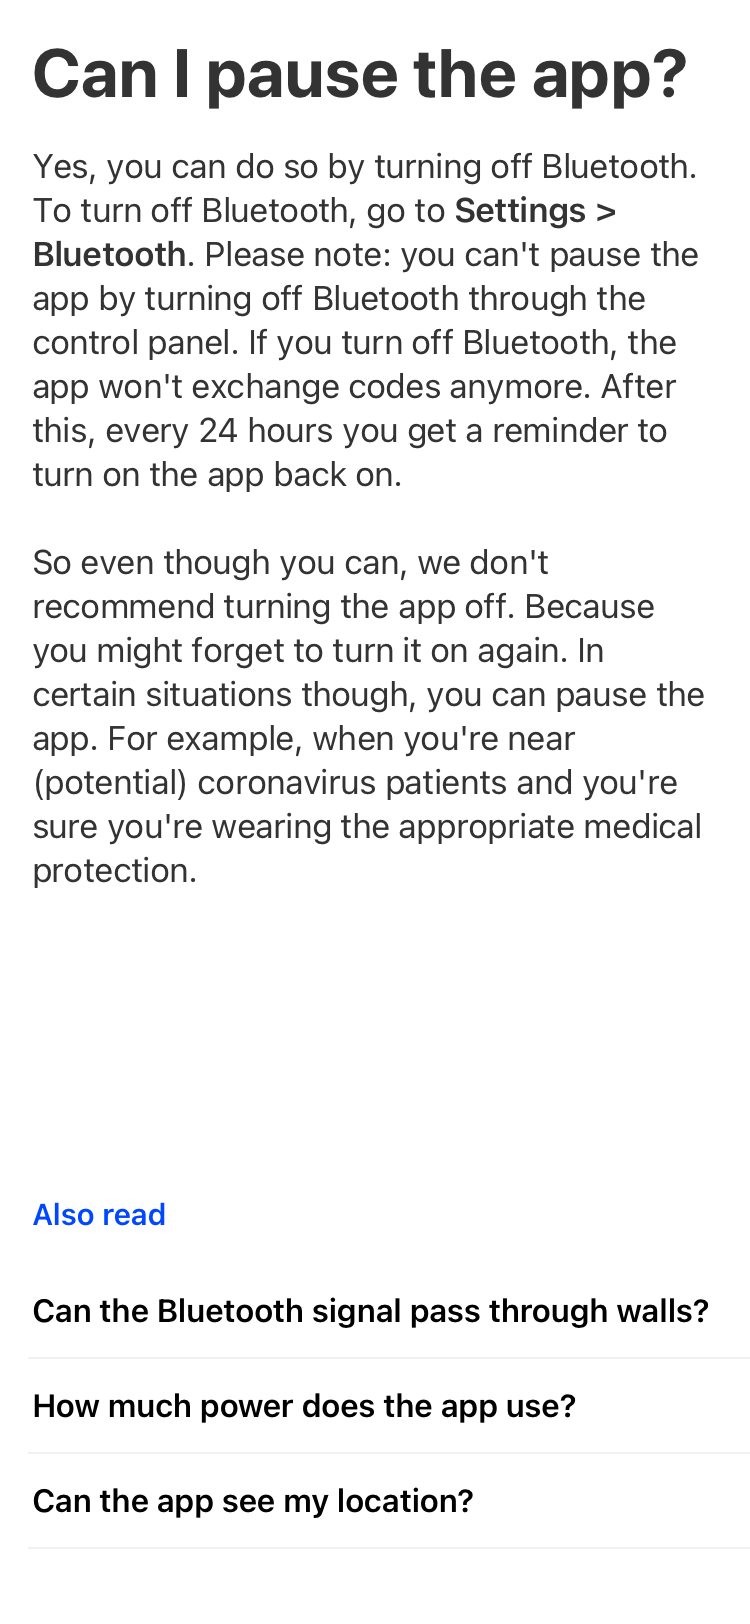 Can I pause the app?
Yes, you can do so by turning off Bluetooth.
To turn off Bluetooth, go to Settings >
Bluetooth. Please note: you can't pause the
app by turning off Bluetooth through the
control panel. If you turn off Bluetooth, the
app won't exchange codes anymore. After
this, every 24 hours you get a reminder to
turn on the app back on.
So even though you can, we don't
recommend turning the app off. Because
you might forget to turn it on again. In
certain situations though, you can pause the
app. For example, when you're near
(potential) coronavirus patients and you're
sure you're wearing the appropriate medical
protection.
Also read
Can the Bluetooth signal pass through walls?
How much power does the app use?
Can the app see my location?